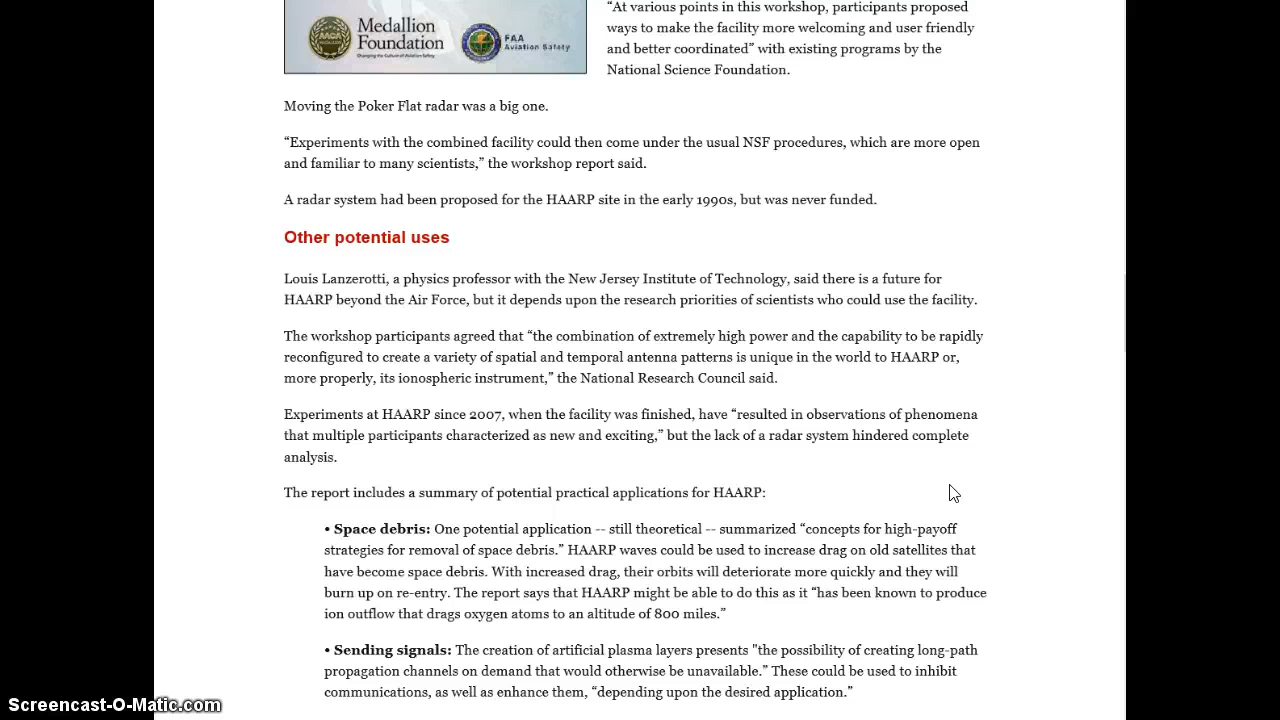 Medallion
Foundation
Changing the Culture of Aviation Safety
FAA
Aviation Safety
“At various points in this workshop, participants proposed
ways to make the facility more welcoming and user friendly
and better coordinated” with existing programs by the
National Science Foundation.
Moving the Poker Flat radar was a big one.
“Experiments with the combined facility could then come under the usual NSF procedures, which are more open
and familiar to many scientists,” the workshop report said.
A radar system had been proposed for the HAARP site in the early 1990s, but was never funded.
Other potential uses
Louis Lanzerotti, a physics professor with the New Jersey Institute of Technology, said there is a future for
HAARP beyond the Air Force, but it depends upon the research priorities of scientists who could use the facility.
The workshop participants agreed that “the combination of extremely high power and the capability to be rapidly
reconfigured to create a variety of spatial and temporal antenna patterns is unique in the world to HAARP or,
more properly, its ionospheric instrument,” the National Research Council said.
Experiments at HAARP since 2007, when the facility was finished, have “resulted in observations of phenomena
that multiple participants characterized as new and exciting,” but the lack of a radar system hindered complete
analysis.
The report includes a summary of potential practical applications for HAARP:
• Space debris: One potential application -- still theoretical -- summarized “concepts for high-payoff
strategies for removal of space debris.” HAARP waves could be used to increase drag on old satellites that
have become space debris. With increased drag, their orbits will deteriorate more quickly and they will
burn up on re-entry. The report says that HAARP might be able to do this as it “has been known to produce
ion outflow that drags oxygen atoms to an altitude of 800 miles.”
• Sending signals: The creation of artificial plasma layers presents "the possibility of creating long-path
propagation channels on demand that would otherwise be unavailable.” These could be used to inhibit
communications, as well as enhance them, “depending upon the desired application.”
Screencast-O-Matic.com